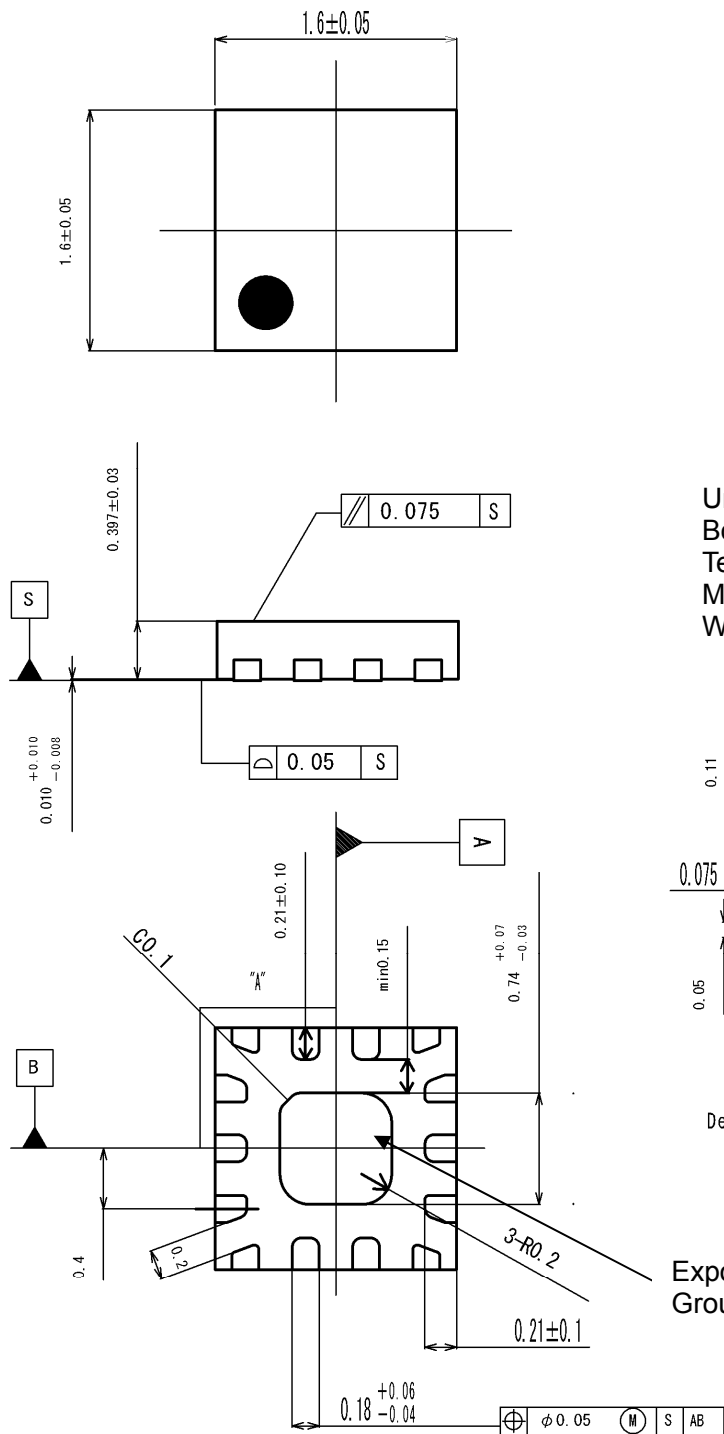 1.6±0.05
1.6±0.05
0.397±0.03
// 0.075 S
S
0.010 +0.010 -0.008
0.05 S
0.11
0.075
0.05
A
0.21±0.10
min0.15
0.74 +0.07 -0.03
C0.1
"A"
B
De
0.4
0.2
3-R0.2
Expo
Grou
0.21±0.1
0.18 +0.06 -0.04
⌖ φ0.05 Ⓜ S AB